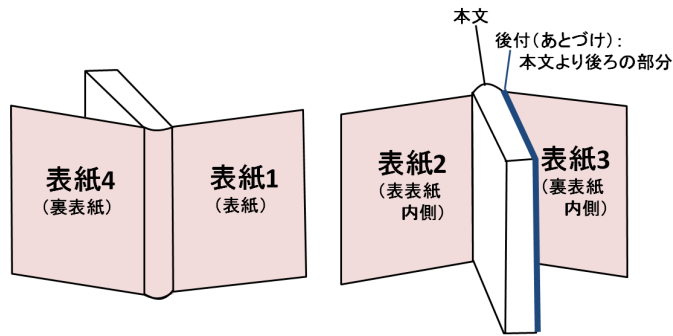 表紙4
(裏表紙)
表紙1
(表紙)
本文
後付(あとづけ):
本文より後ろの部分
表紙2
(表表紙
内側)
表紙3
(裏表紙
内側)